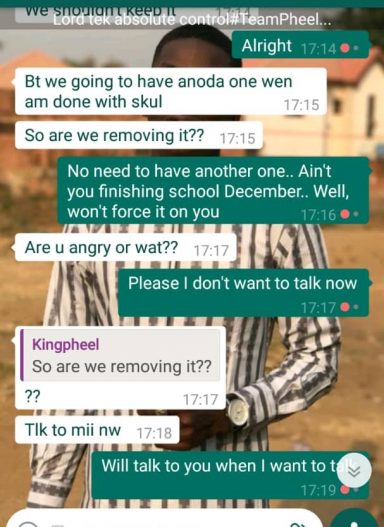 We shouldn't keep it
Lord tek absolute control#TeamPheel...
Alright 17:14
Bt we going to have anoda one wen
am done with skul 17:15
So are we removing it?? 17:15
No need to have another one.. Ain't
you finishing school December.. Well,
won't force it on you 17:16
Are u angry or wat?? 17:17
Please I don't want to talk now
17:17
Kingpheel
So are we removing it??
?? 17:17
Tlk to mii nw 17:18
Will talk to you when I want to talk
17:19